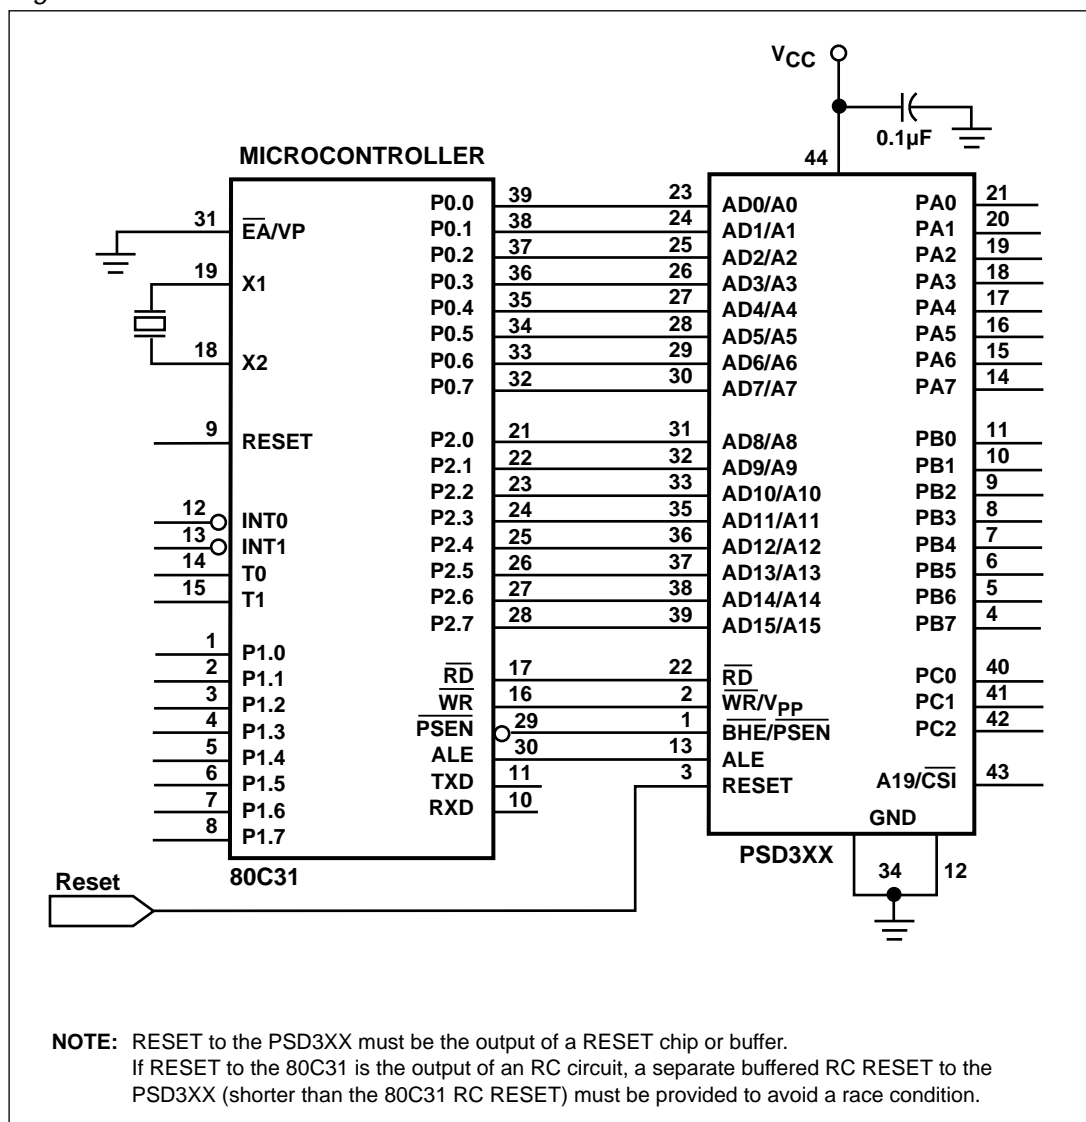 VCC
0.1µF
44
MICROCONTROLLER
31 EA/VP
19 X1
18 X2
9 RESET
12 INT0
13 INT1
14 T0
15 T1
1 P1.0
2 P1.1
3 P1.2
4 P1.3
5 P1.4
6 P1.5
7 P1.6
8 P1.7
P0.0 39
P0.1 38
P0.2 37
P0.3 36
P0.4 35
P0.5 34
P0.6 33
P0.7 32
P2.0 21
P2.1 22
P2.2 23
P2.3 24
P2.4 25
P2.5 26
P2.6 27
P2.7 28
RD 17
WR 16
PSEN 29
ALE 30
TXD 11
RXD 10
80C31
23 AD0/A0
24 AD1/A1
25 AD2/A2
26 AD3/A3
27 AD4/A4
28 AD5/A5
29 AD6/A6
30 AD7/A7
31 AD8/A8
32 AD9/A9
33 AD10/A10
35 AD11/A11
36 AD12/A12
37 AD13/A13
38 AD14/A14
39 AD15/A15
22 RD
2 WR/VPP
1 BHE/PSEN
13 ALE
3 RESET
PA0 21
PA1 20
PA2 19
PA3 18
PA4 17
PA5 16
PA6 15
PA7 14
PB0 11
PB1 10
PB2 9
PB3 8
PB4 7
PB5 6
PB6 5
PB7 4
PC0 40
PC1 41
PC2 42
A19/CSI 43
GND
PSD3XX
34 12
Reset
NOTE: RESET to the PSD3XX must be the output of a RESET chip or buffer.
If RESET to the 80C31 is the output of an RC circuit, a separate buffered RC RESET to the
PSD3XX (shorter than the 80C31 RC RESET) must be provided to avoid a race condition.